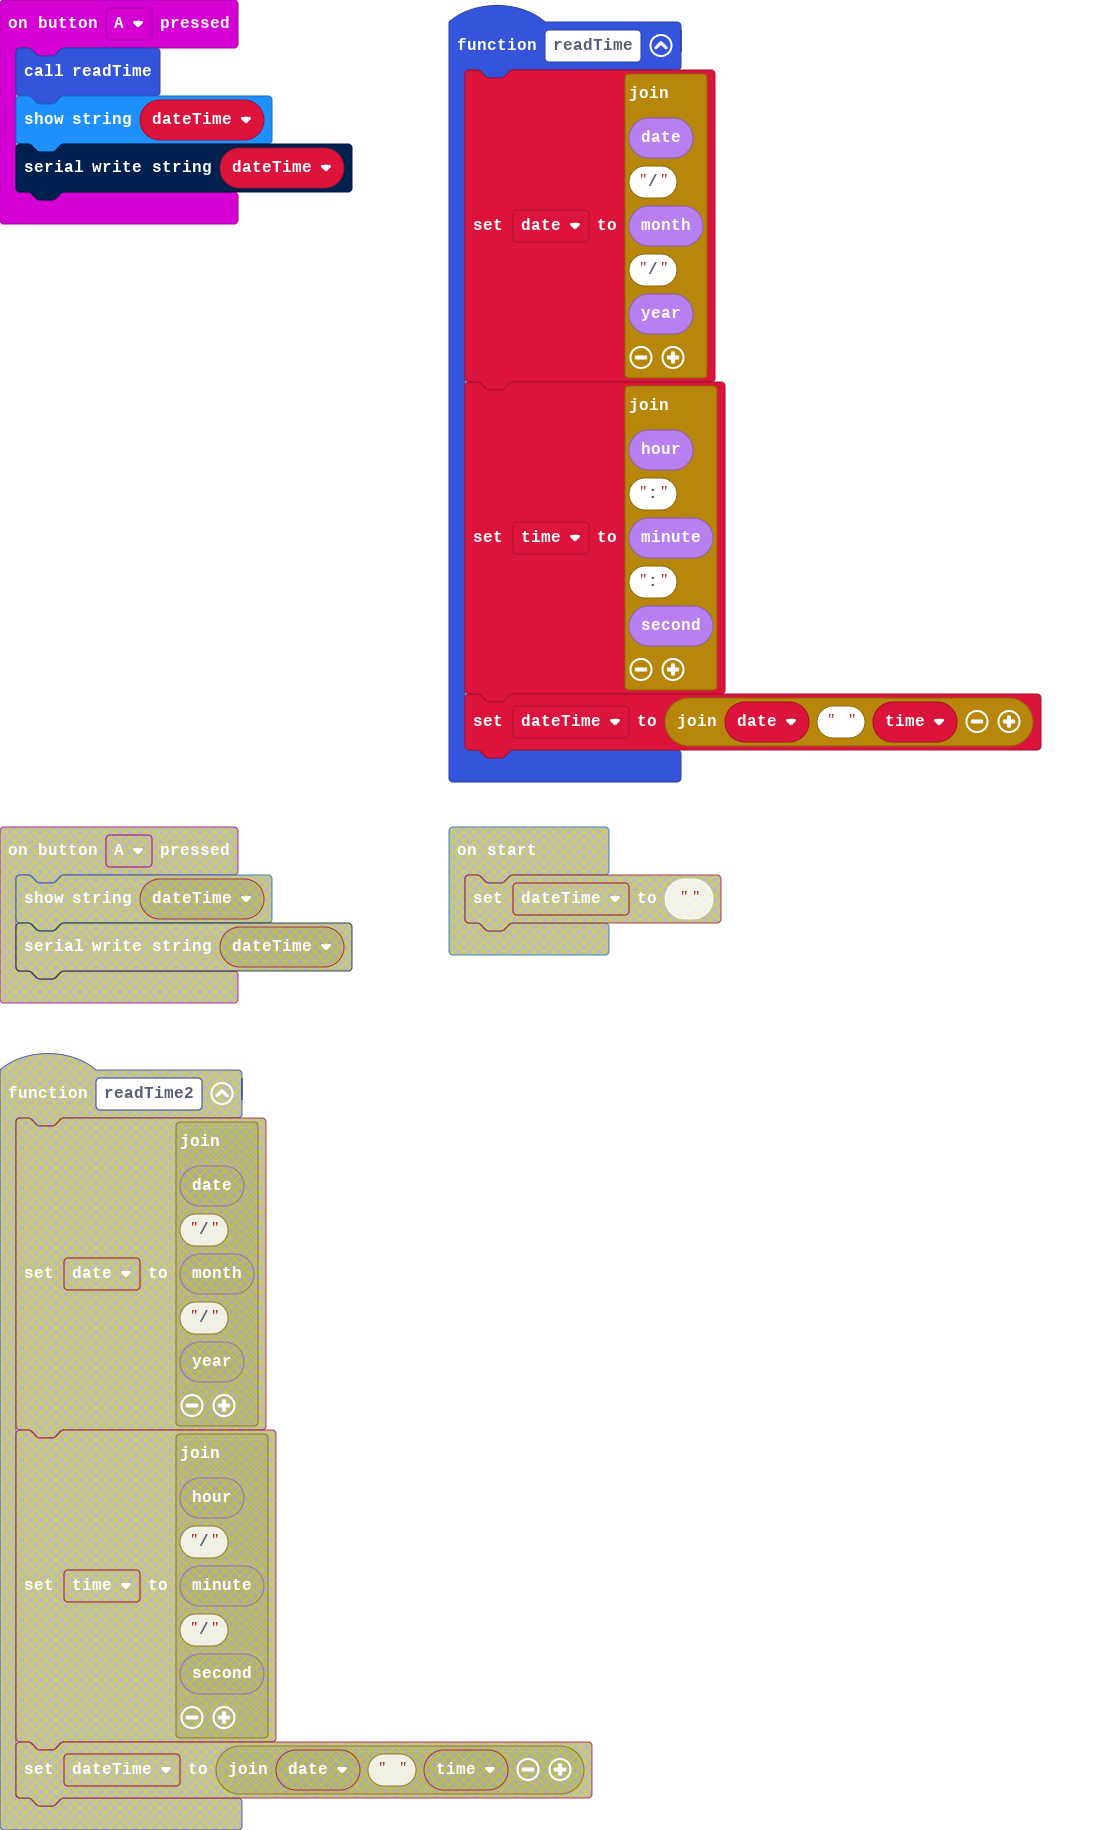 on button A pressed
call readTime
show string dateTime
serial write string dateTime
function readTime
join
date
"/"
month
set date to
"/"
year
join
hour
":"
minute
set time to
":"
second
set dateTime to join date " " time
on button A pressed
show string dateTime
serial write string dateTime
on start
set dateTime to ""
function readTime2
join
date
"/"
set date to month
"/"
year
join
hour
"/"
set time to minute
"/"
second
set dateTime to join date " " time